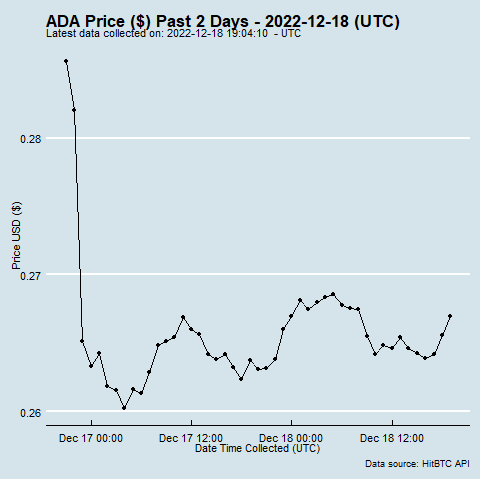 ADA Price ($) Past 2 Days - 2022-12-18 (UTC)
Latest data collected on: 2022-12-18 19:04:10  - UTC
Price USD ($)
0.28
0.27
0.26
Dec 17 00:00 Dec 17 12:00 Dec 18 00:00 Dec 18 12:00
Date Time Collected (UTC)
Data source: HitBTC API